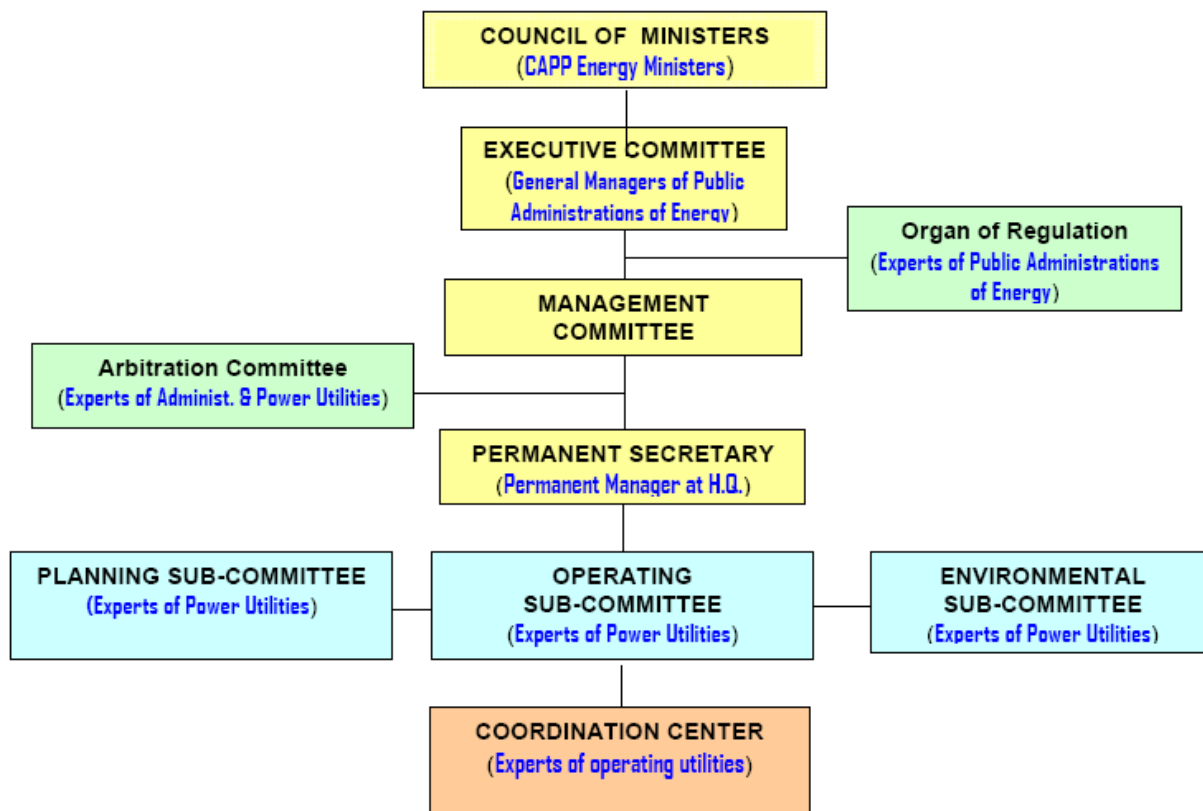 COUNCIL OF MINISTERS
(CAPP Energy Ministers)
EXECUTIVE COMMITTEE
(General Managers of Public
Administrations of Energy)
Organ of Regulation
(Experts of Public Administrations
of Energy)
MANAGEMENT
COMMITTEE
Arbitration Committee
(Experts of Administ. & Power Utilities)
PERMANENT SECRETARY
(Permanent Manager at H.Q.)
PLANNING SUB-COMMITTEE
(Experts of Power Utilities)
OPERATING
SUB-COMMITTEE
(Experts of Power Utilities)
ENVIRONMENTAL
SUB-COMMITTEE
(Experts of Power Utilities)
COORDINATION CENTER
(Experts of operating utilities)